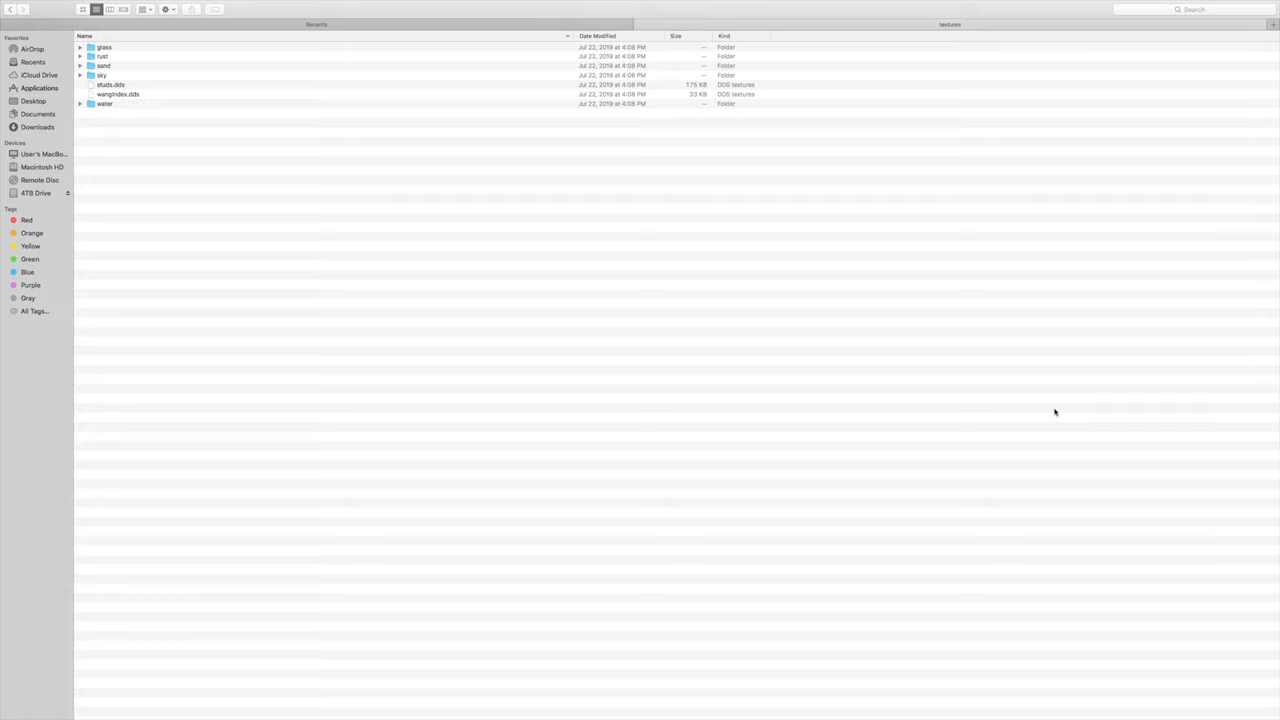 Search
Recents
textures
Favorites
AirDrop
Recents
iCloud Drive
Applications
Desktop
Documents
Downloads
Devices
User's MacBo...
Macintosh HD
Remote Disc
4TB Drive
Tags
Red
Orange
Yellow
Green
Blue
Purple
Gray
All Tags...
Name Date Modified Size Kind
glass Jul 22, 2019 at 4:08 PM -- Folder
rust Jul 22, 2019 at 4:08 PM -- Folder
sand Jul 22, 2019 at 4:08 PM -- Folder
sky Jul 22, 2019 at 4:08 PM -- Folder
studs.dds Jul 22, 2019 at 4:08 PM 175 KB DDS textures
wangIndex.dds Jul 22, 2019 at 4:08 PM 33 KB DDS textures
water Jul 22, 2019 at 4:08 PM -- Folder